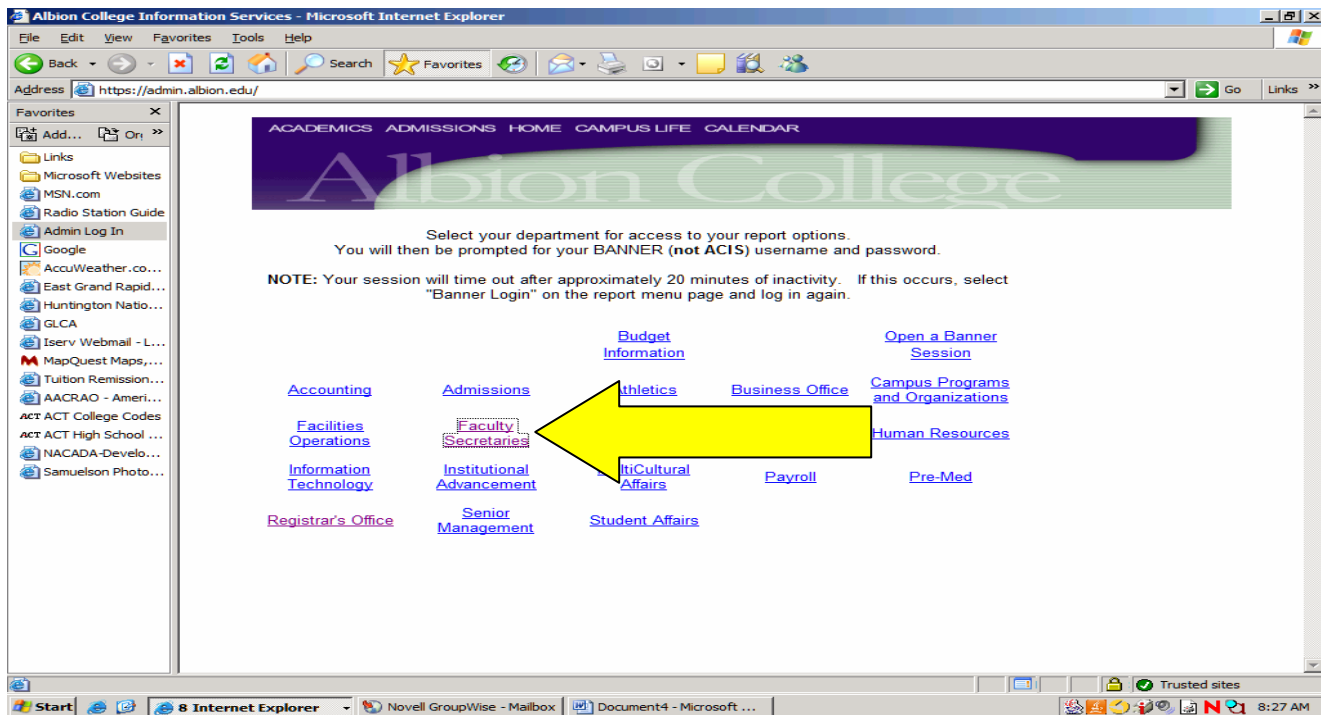 Albion College Information Services - Microsoft Internet Explorer
File Edit View Favorites Tools Help
Back Search Favorites
Address https://admin.albion.edu/ Go Links »
Favorites ×
Add... »
Links
Microsoft Websites
MSN.com
Radio Station Guide
Admin Log In
Google
AccuWeather.co...
East Grand Rapid...
Huntington Natio...
GLCA
Iserv Webmail - L...
MapQuest Maps,...
Tuition Remission...
AACRAO - Ameri...
ACT ACT College Codes
ACT ACT High School ...
NACADA-Develo...
Samuelson Photo...
ACADEMICS ADMISSIONS HOME CAMPUS LIFE CALENDAR
Albion College
Select your department for access to your report options.
You will then be prompted for your BANNER (not ACIS) username and password.
NOTE: Your session will time out after approximately 20 minutes of inactivity. If this occurs, select
"Banner Login" on the report menu page and log in again.
Budget Open a Banner
Information Session
Accounting Admissions Athletics Business Office Campus Programs
and Organizations
Facilities Faculty
Operations Secretaries Human Resources
Information Institutional MultiCultural
Technology Advancement Affairs Payroll Pre-Med
Registrar's Office Senior
Management Student Affairs
Trusted sites
Start 8 Internet Explorer Novell GroupWise - Mailbox Document4 - Microsoft ... N 8:27 AM